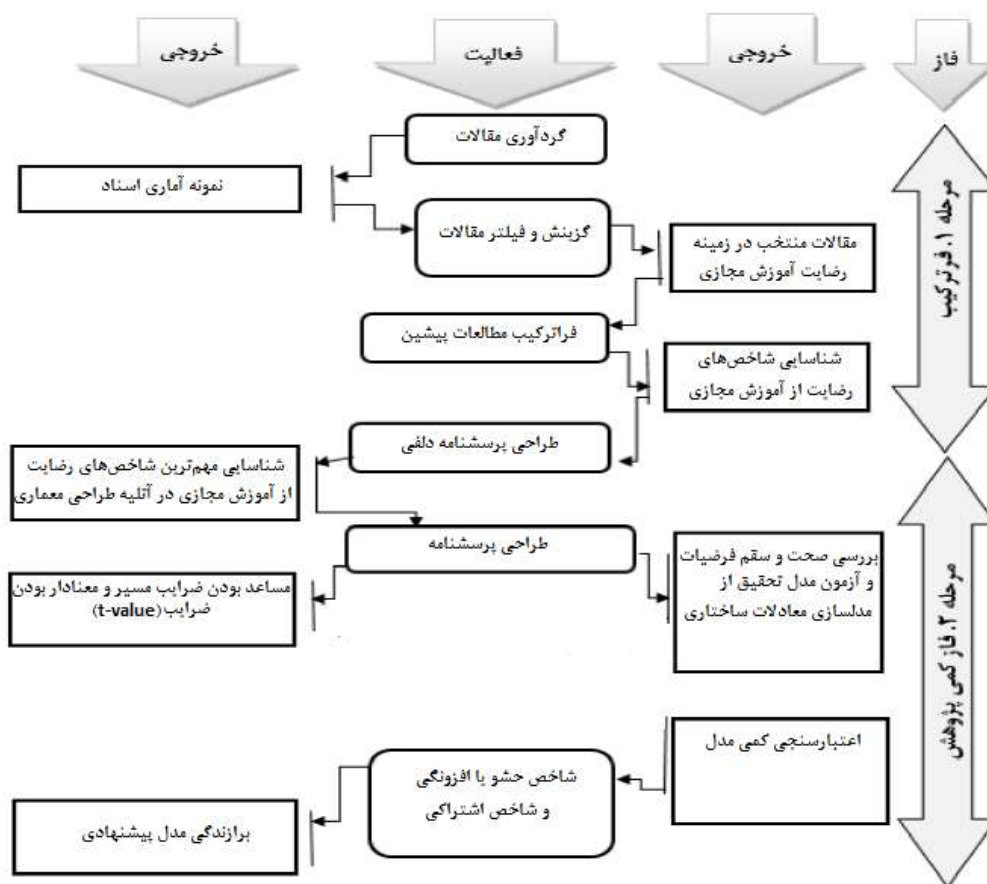 فاز
خروجی
فعالیت
خروجی
مرحله ۱. فرترکیب
گردآوری مقالات
نمونه آماری اسناد
گزینش و فیلتر مقالات
مقالات منتخب در زمینه
رضایت آموزش مجازی
فراترکیب مطالعات پیشین
شناسایی شاخص‌های
رضایت از آموزش مجازی
مرحله ۲. فاز کمی پژوهش
طراحی پرسشنامه دلفی
شناسایی مهم‌ترین شاخص‌های رضایت
از آموزش مجازی در آتلیه طراحی معماری
طراحی پرسشنامه
بررسی صحت و سقم فرضیات
و آزمون مدل تحقیق از
مدلسازی معادلات ساختاری
مساعد بودن ضرایب مسیر و معنادار بودن
ضرایب(t-value)
اعتبارسنجی کمی مدل
شاخص حشو یا افزونگی
و شاخص اشتراکی
برازندگی مدل پیشنهادی